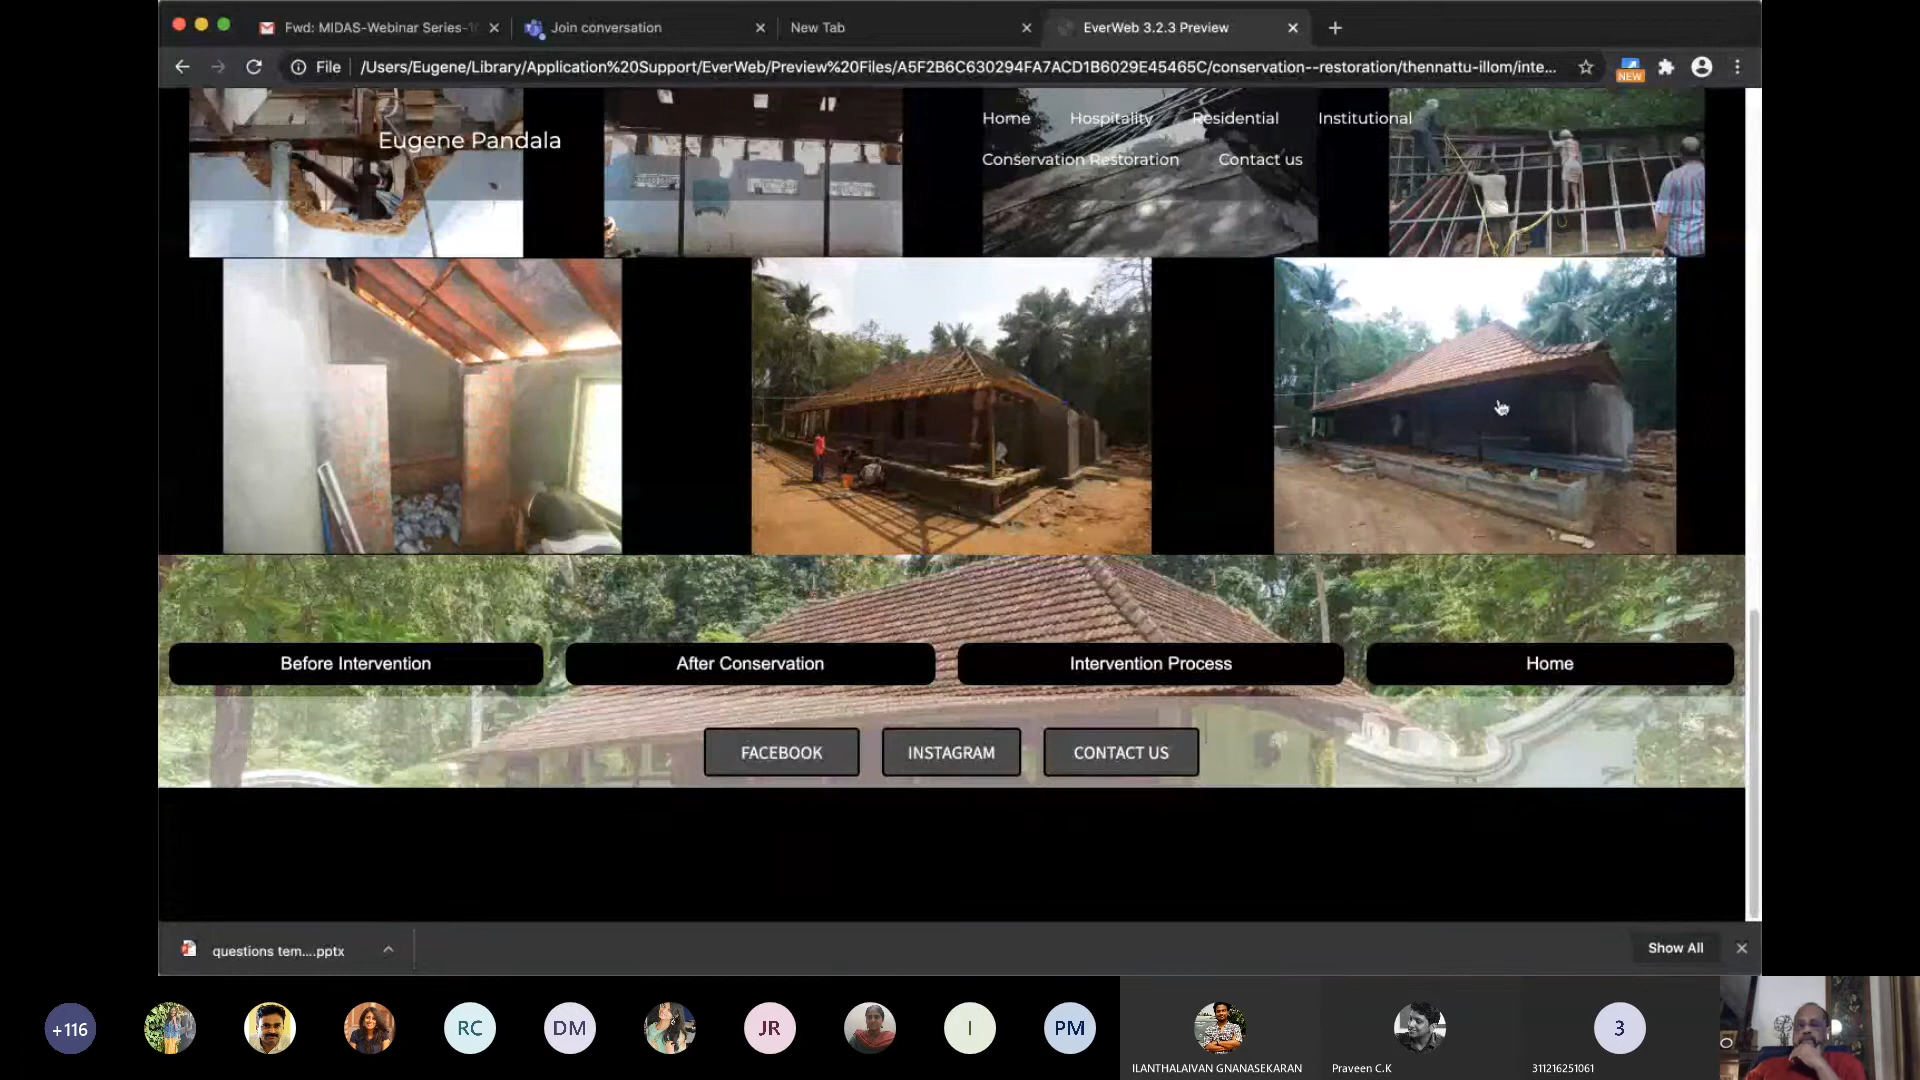 Fwd: MIDAS-Webinar Series-1
Join conversation
New Tab
EverWeb 3.2.3 Preview
File
/Users/Eugene/Library/Application%20Support/EverWeb/Preview%20Files/A5F2B6C630294FA7ACD1B6029E45465C/conservation--restoration/thennattu-illom/inte...
NEW
Eugene Pandala
Home Hospitality Residential Institutional
Conservation Restoration Contact us
Before Intervention
After Conservation
Intervention Process
Home
FACEBOOK
INSTAGRAM
CONTACT US
questions tem....pptx
Show All
+116
RC
DM
JR
I
PM
3
ILANTHALAIVAN GNANASEKARAN
Praveen C.K
311216251061